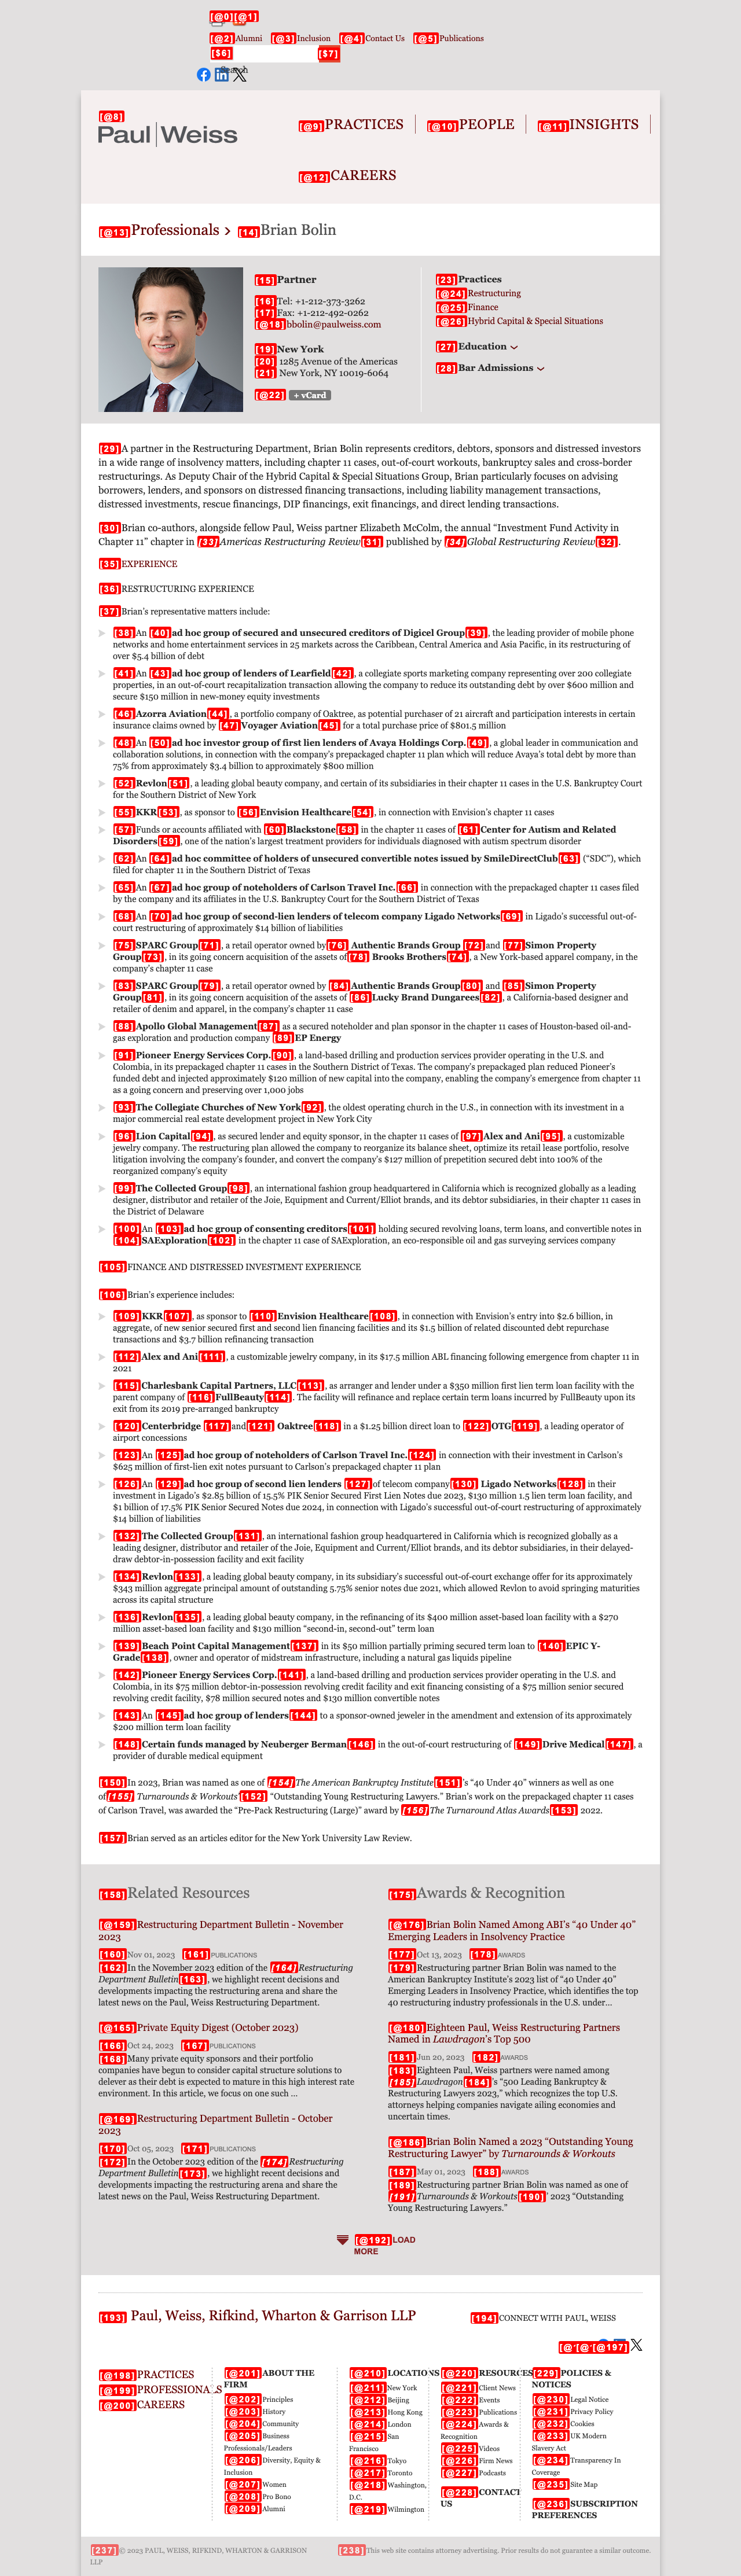 [@0][@1]
[@2]Alumni [@3]Inclusion [@4]Contact Us [@5]Publications
[$6] [$7]
Search
[@8]
Paul|Weiss
[@9]PRACTICES [@10]PEOPLE [@11]INSIGHTS
[@12]CAREERS
[@13]Professionals > [14]Brian Bolin
[15]Partner
[16]Tel: +1-212-373-3262
[17]Fax: +1-212-492-0262
[@18]bbolin@paulweiss.com
[19]New York
[20] 1285 Avenue of the Americas
[21] New York, NY 10019-6064
[@22] + vCard
[23]Practices
[@24]Restructuring
[@25]Finance
[@26]Hybrid Capital & Special Situations
[27]Education
[28]Bar Admissions
[29]A partner in the Restructuring Department, Brian Bolin represents creditors, debtors, sponsors and distressed investors
in a wide range of insolvency matters, including chapter 11 cases, out-of-court workouts, bankruptcy sales and cross-border
restructurings. As Deputy Chair of the Hybrid Capital & Special Situations Group, Brian particularly focuses on advising
borrowers, lenders, and sponsors on distressed financing transactions, including liability management transactions,
distressed investments, rescue financings, DIP financings, exit financings, and direct lending transactions.
[30]Brian co-authors, alongside fellow Paul, Weiss partner Elizabeth McColm, the annual “Investment Fund Activity in
Chapter 11” chapter in [33]Americas Restructuring Review[31] published by [34]Global Restructuring Review[32].
[35]EXPERIENCE
[36]RESTRUCTURING EXPERIENCE
[37]Brian’s representative matters include:
[38]An [40]ad hoc group of secured and unsecured creditors of Digicel Group[39], the leading provider of mobile phone
networks and home entertainment services in 25 markets across the Caribbean, Central America and Asia Pacific, in its restructuring of
over $5.4 billion of debt
[41]An [43]ad hoc group of lenders of Learfield[42], a collegiate sports marketing company representing over 200 collegiate
properties, in an out-of-court recapitalization transaction allowing the company to reduce its outstanding debt by over $600 million and
secure $150 million in new-money equity investments
[46]Azorra Aviation[44], a portfolio company of Oaktree, as potential purchaser of 21 aircraft and participation interests in certain
insurance claims owned by [47]Voyager Aviation[45] for a total purchase price of $801.5 million
[48]An [50]ad hoc investor group of first lien lenders of Avaya Holdings Corp.[49], a global leader in communication and
collaboration solutions, in connection with the company's prepackaged chapter 11 plan which will reduce Avaya's total debt by more than
75% from approximately $3.4 billion to approximately $800 million
[52]Revlon[51], a leading global beauty company, and certain of its subsidiaries in their chapter 11 cases in the U.S. Bankruptcy Court
for the Southern District of New York
[55]KKR[53], as sponsor to [56]Envision Healthcare[54], in connection with Envision's chapter 11 cases
[57]Funds or accounts affiliated with [60]Blackstone[58] in the chapter 11 cases of [61]Center for Autism and Related
Disorders[59], one of the nation's largest treatment providers for individuals diagnosed with autism spectrum disorder
[62]An [64]ad hoc committee of holders of unsecured convertible notes issued by SmileDirectClub[63] (“SDC”), which
filed for chapter 11 in the Southern District of Texas
[65]An [67]ad hoc group of noteholders of Carlson Travel Inc.[66] in connection with the prepackaged chapter 11 cases filed
by the company and its affiliates in the U.S. Bankruptcy Court for the Southern District of Texas
[68]An [70]ad hoc group of second-lien lenders of telecom company Ligado Networks[69] in Ligado's successful out-of-
court restructuring of approximately $14 billion of liabilities
[75]SPARC Group[71], a retail operator owned by[76] Authentic Brands Group [72]and [77]Simon Property
Group[73], in its going concern acquisition of the assets of[78] Brooks Brothers[74], a New York-based apparel company, in the
company's chapter 11 case
[83]SPARC Group[79], a retail operator owned by [84]Authentic Brands Group[80] and [85]Simon Property
Group[81], in its going concern acquisition of the assets of [86]Lucky Brand Dungarees[82], a California-based designer and
retailer of denim and apparel, in the company's chapter 11 case
[88]Apollo Global Management[87] as a secured noteholder and plan sponsor in the chapter 11 cases of Houston-based oil-and-
gas exploration and production company [89]EP Energy
[91]Pioneer Energy Services Corp.[90], a land-based drilling and production services provider operating in the U.S. and
Colombia, in its prepackaged chapter 11 cases in the Southern District of Texas. The company's prepackaged plan reduced Pioneer's
funded debt and injected approximately $120 million of new capital into the company, enabling the company's emergence from chapter 11
as a going concern and preserving over 1,000 jobs
[93]The Collegiate Churches of New York[92], the oldest operating church in the U.S., in connection with its investment in a
major commercial real estate development project in New York City
[96]Lion Capital[94], as secured lender and equity sponsor, in the chapter 11 cases of [97]Alex and Ani[95], a customizable
jewelry company. The restructuring plan allowed the company to reorganize its balance sheet, optimize its retail lease portfolio, resolve
litigation involving the company's founder, and convert the company's $127 million of prepetition secured debt into 100% of the
reorganized company's equity
[99]The Collected Group[98], an international fashion group headquartered in California which is recognized globally as a leading
designer, distributor and retailer of the Joie, Equipment and Current/Elliot brands, and its debtor subsidiaries, in their chapter 11 cases in
the District of Delaware
[100]An [103]ad hoc group of consenting creditors[101] holding secured revolving loans, term loans, and convertible notes in
[104]SAExploration[102] in the chapter 11 case of SAExploration, an eco-responsible oil and gas surveying services company
[105]FINANCE AND DISTRESSED INVESTMENT EXPERIENCE
[106]Brian's experience includes:
[109]KKR[107], as sponsor to [110]Envision Healthcare[108], in connection with Envision's entry into $2.6 billion, in
aggregate, of new senior secured first and second lien financing facilities and its $1.5 billion of related discounted debt repurchase
transactions and $3.7 billion refinancing transaction
[112]Alex and Ani[111], a customizable jewelry company, in its $17.5 million ABL financing following emergence from chapter 11 in
2021
[115]Charlesbank Capital Partners, LLC[113], as arranger and lender under a $350 million first lien term loan facility with the
parent company of [116]FullBeauty[114]. The facility will refinance and replace certain term loans incurred by FullBeauty upon its
exit from its 2019 pre-arranged bankruptcy
[120]Centerbridge [117]and[121] Oaktree[118] in a $1.25 billion direct loan to [122]OTG[119], a leading operator of
airport concessions
[123]An [125]ad hoc group of noteholders of Carlson Travel Inc.[124] in connection with their investment in Carlson's
$625 million of first-lien exit notes pursuant to Carlson's prepackaged chapter 11 plan
[126]An [129]ad hoc group of second lien lenders [127]of telecom company[130] Ligado Networks[128] in their
investment in Ligado's $2.85 billion of 15.5% PIK Senior Secured First Lien Notes due 2023, $130 million 1.5 lien term loan facility, and
$1 billion of 17.5% PIK Senior Secured Notes due 2024, in connection with Ligado's successful out-of-court restructuring of approximately
$14 billion of liabilities
[132]The Collected Group[131], an international fashion group headquartered in California which is recognized globally as a
leading designer, distributor and retailer of the Joie, Equipment and Current/Elliot brands, and its debtor subsidiaries, in their delayed-
draw debtor-in-possession facility and exit facility
[134]Revlon[133], a leading global beauty company, in its subsidiary's successful out-of-court exchange offer for its approximately
$343 million aggregate principal amount of outstanding 5.75% senior notes due 2021, which allowed Revlon to avoid springing maturities
across its capital structure
[136]Revlon[135], a leading global beauty company, in the refinancing of its $400 million asset-based loan facility with a $270
million asset-based loan facility and $130 million “second-in, second-out” term loan
[139]Beach Point Capital Management[137] in its $50 million partially priming secured term loan to [140]EPIC Y-
Grade[138], owner and operator of midstream infrastructure, including a natural gas liquids pipeline
[142]Pioneer Energy Services Corp.[141], a land-based drilling and production services provider operating in the U.S. and
Colombia, in its $75 million debtor-in-possession revolving credit facility and exit financing consisting of a $75 million senior secured
revolving credit facility, $78 million secured notes and $130 million convertible notes
[143]An [145]ad hoc group of lenders[144] to a sponsor-owned jeweler in the amendment and extension of its approximately
$200 million term loan facility
[148]Certain funds managed by Neuberger Berman[146] in the out-of-court restructuring of [149]Drive Medical[147], a
provider of durable medical equipment
[150]In 2023, Brian was named as one of [154]The American Bankruptcy Institute[151]'s “40 Under 40” winners as well as one
of[155] Turnarounds & Workouts'[152] “Outstanding Young Restructuring Lawyers.” Brian's work on the prepackaged chapter 11 cases
of Carlson Travel, was awarded the “Pre-Pack Restructuring (Large)” award by [156]The Turnaround Atlas Awards[153] 2022.
[157]Brian served as an articles editor for the New York University Law Review.
[158]Related Resources
[@159]Restructuring Department Bulletin - November
2023
[160]Nov 01, 2023 [161]PUBLICATIONS
[162]In the November 2023 edition of the [164]Restructuring
Department Bulletin[163], we highlight recent decisions and
developments impacting the restructuring arena and share the
latest news on the Paul, Weiss Restructuring Department.
[@165]Private Equity Digest (October 2023)
[166]Oct 24, 2023 [167]PUBLICATIONS
[168]Many private equity sponsors and their portfolio
companies have begun to consider capital structure solutions to
delever as their debt is expected to mature in this high interest rate
environment. In this article, we focus on one such ...
[@169]Restructuring Department Bulletin - October
2023
[170]Oct 05, 2023 [171]PUBLICATIONS
[172]In the October 2023 edition of the [174]Restructuring
Department Bulletin[173], we highlight recent decisions and
developments impacting the restructuring arena and share the
latest news on the Paul, Weiss Restructuring Department.
[175]Awards & Recognition
[@176]Brian Bolin Named Among ABI's “40 Under 40”
Emerging Leaders in Insolvency Practice
[177]Oct 13, 2023 [178]AWARDS
[179]Restructuring partner Brian Bolin was named to the
American Bankruptcy Institute's 2023 list of “40 Under 40”
Emerging Leaders in Insolvency Practice, which identifies the top
40 restructuring industry professionals in the U.S. under...
[@180]Eighteen Paul, Weiss Restructuring Partners
Named in Lawdragon's Top 500
[181]Jun 20, 2023 [182]AWARDS
[183]Eighteen Paul, Weiss partners were named among
[185]Lawdragon[184]'s “500 Leading Bankruptcy &
Restructuring Lawyers 2023,” which recognizes the top U.S.
attorneys helping companies navigate ailing economies and
uncertain times.
[@186]Brian Bolin Named a 2023 “Outstanding Young
Restructuring Lawyer” by Turnarounds & Workouts
[187]May 01, 2023 [188]AWARDS
[189]Restructuring partner Brian Bolin was named as one of
[191]Turnarounds & Workouts[190]' 2023 “Outstanding
Young Restructuring Lawyers.”
[@192]LOAD
MORE
[193] Paul, Weiss, Rifkind, Wharton & Garrison LLP
[194]CONNECT WITH PAUL, WEISS
[@197]
[@198]PRACTICES
[@199]PROFESSIONALS
[@200]CAREERS
[@201]ABOUT THE
FIRM
[@202]Principles
[@203]History
[@204]Community
[@205]Business
Professionals/Leaders
[@206]Diversity, Equity &
Inclusion
[@207]Women
[@208]Pro Bono
[@209]Alumni
[@210]LOCATIONS
[@211]New York
[@212]Beijing
[@213]Hong Kong
[@214]London
[@215]San
Francisco
[@216]Tokyo
[@217]Toronto
[@218]Washington,
D.C.
[@219]Wilmington
[@220]RESOURCES
[@221]Client News
[@222]Events
[@223]Publications
[@224]Awards &
Recognition
[@225]Videos
[@226]Firm News
[@227]Podcasts
[@228]CONTACT
US
[229]POLICIES &
NOTICES
[@230]Legal Notice
[@231]Privacy Policy
[@232]Cookies
[@233]UK Modern
Slavery Act
[@234]Transparency In
Coverage
[@235]Site Map
[@236]SUBSCRIPTION
PREFERENCES
[237]© 2023 PAUL, WEISS, RIFKIND, WHARTON & GARRISON
LLP
[238]This web site contains attorney advertising. Prior results do not guarantee a similar outcome.